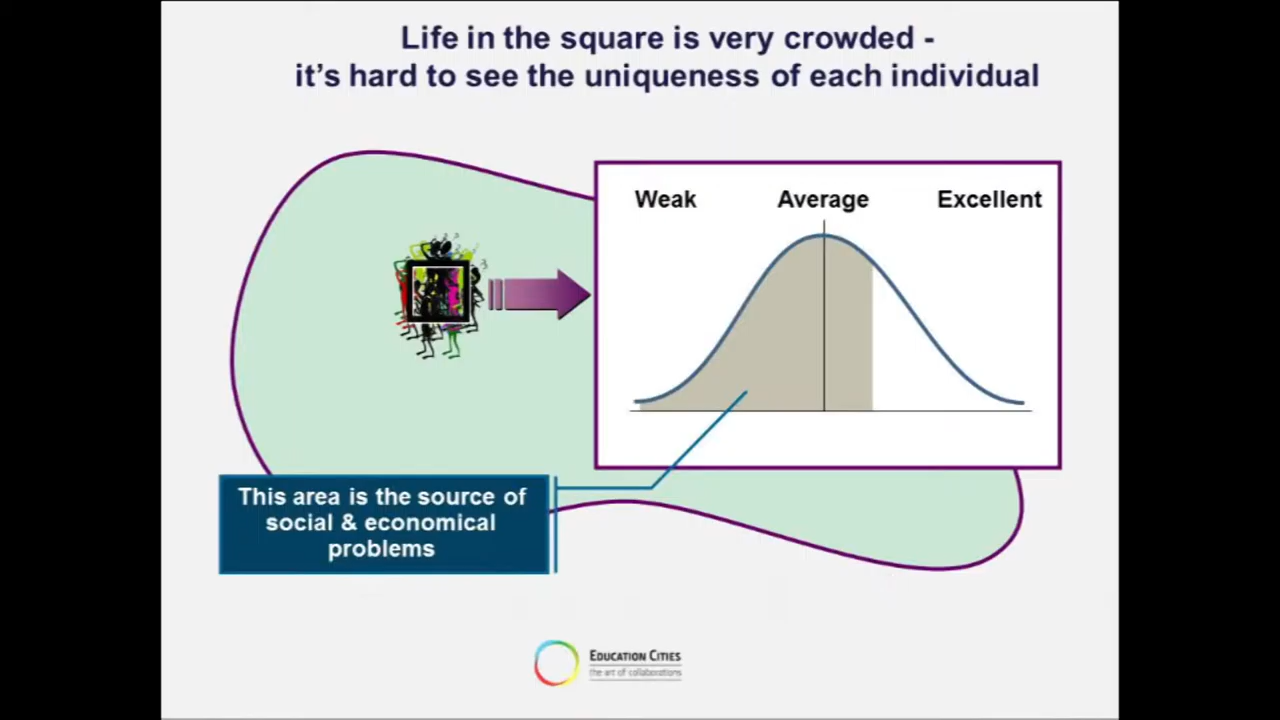 Life in the square is very crowded -
it's hard to see the uniqueness of each individual
Weak
Average
Excellent
This area is the source of
social & economical
problems
EDUCATION CITIES
the art of collaborations